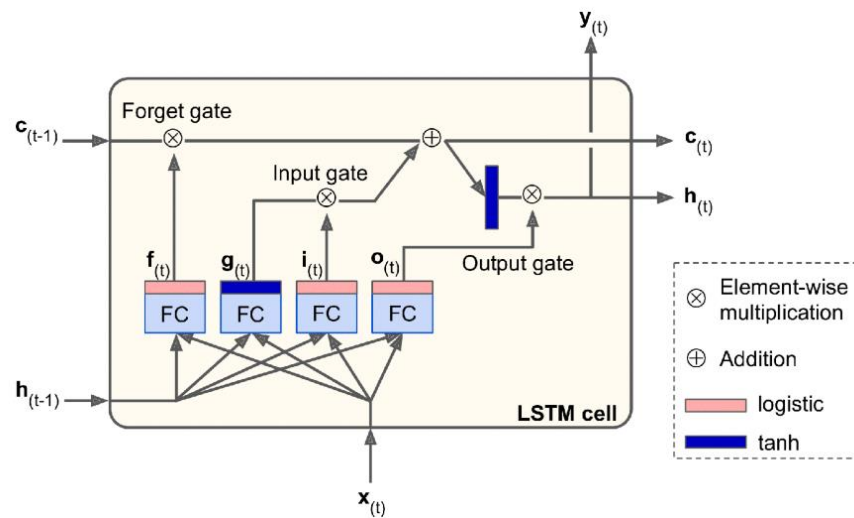 y(t)
Forget gate
c(t-1)
c(t)
Input gate
h(t)
f(t)
g(t)
i(t)
o(t)
Output gate
FC
FC
FC
FC
⊗ Element-wise
multiplication
⊕ Addition
h(t-1)
LSTM cell
logistic
tanh
x(t)